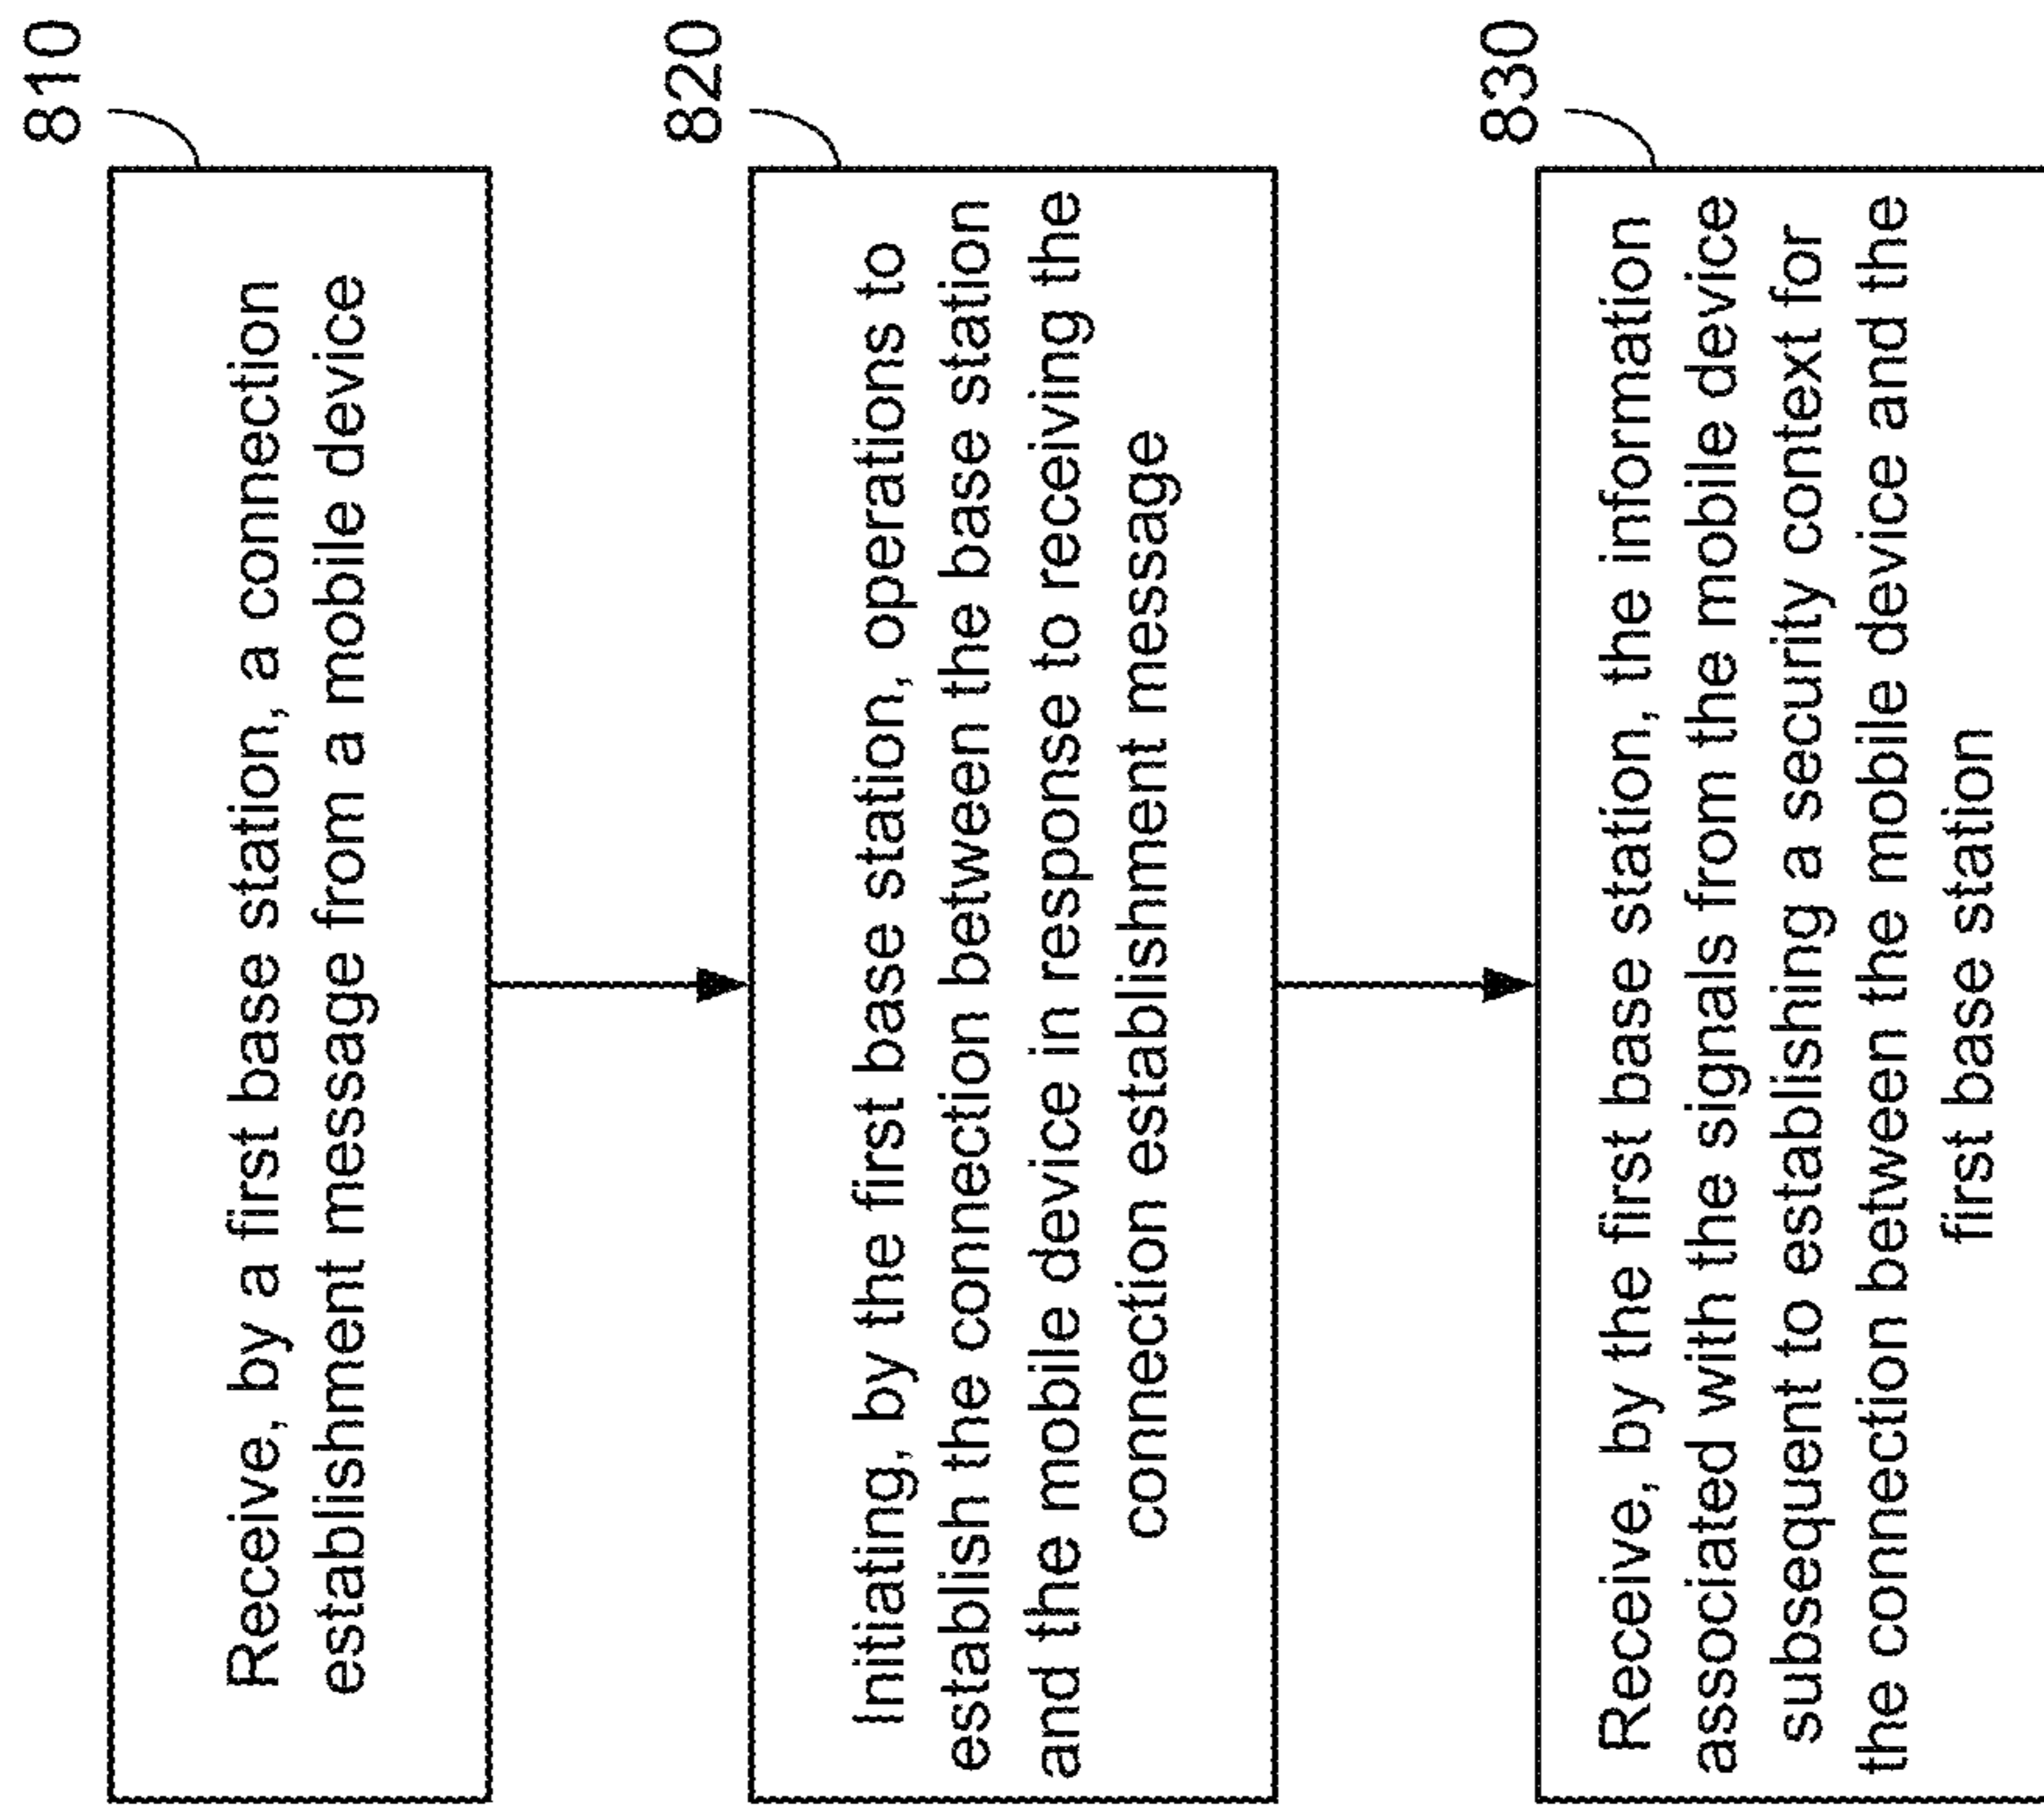 810
Receive, by a first base station, a connection
establishment message from a mobile device
820
Initiating, by the first base station, operations to
establish the connection between the base station
and the mobile device in response to receiving the
connection establishment message
830
Receive, by the first base station, the information
associated with the signals from the mobile device
subsequent to establishing a security context for
the connection between the mobile device and the
first base station